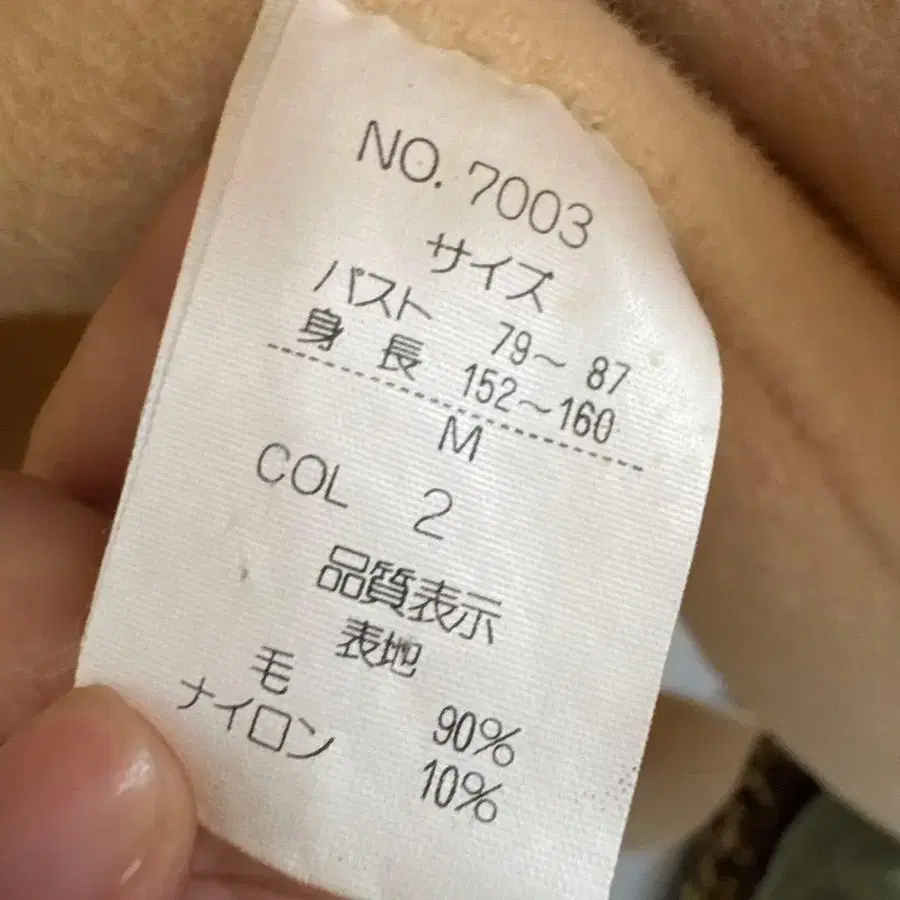 NO. 7003
サイズ
バスト 79〜87
身 長 152〜160
M
COL 2
品質表示
表地
毛 90%
ナイロン 10%